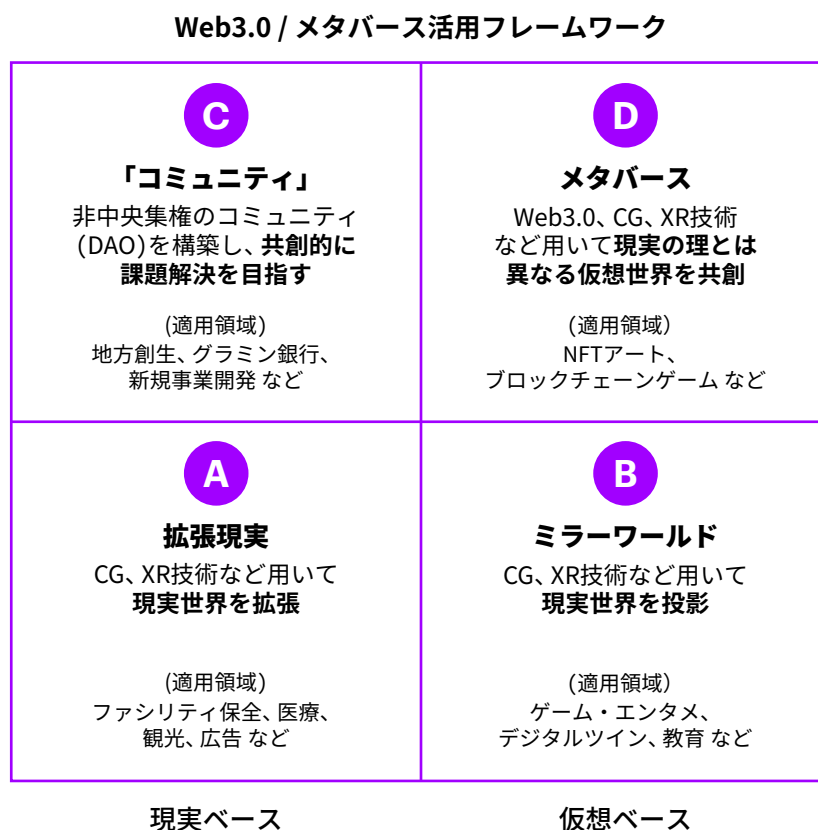 Web3.0 / メタバース活用フレームワーク
C
「コミュニティ」
非中央集権のコミュニティ
(DAO)を構築し、共創的に
課題解決を目指す
(適用領域)
地方創生、グラミン銀行、
新規事業開発 など
D
メタバース
Web3.0、CG、XR技術
など用いて現実の理とは
異なる仮想世界を共創
(適用領域)
NFTアート、
ブロックチェーンゲーム など
A
拡張現実
CG、XR技術など用いて
現実世界を拡張
(適用領域)
ファシリティ保全、医療、
観光、広告 など
B
ミラーワールド
CG、XR技術など用いて
現実世界を投影
(適用領域)
ゲーム・エンタメ、
デジタルツイン、教育 など
現実ベース
仮想ベース